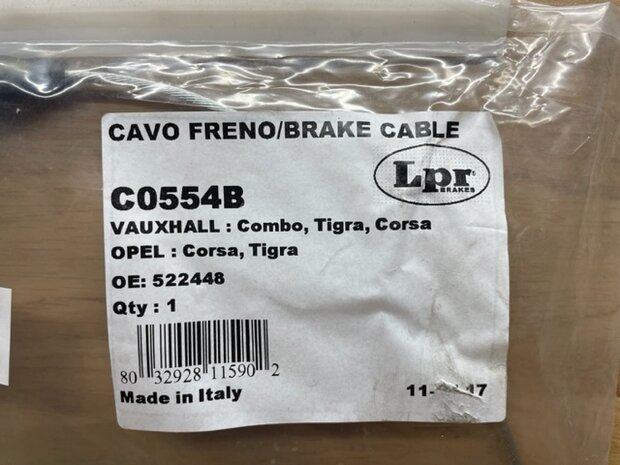 CAVO FRENO/BRAKE CABLE
Lpr
BRAKES
C0554B
VAUXHALL : Combo, Tigra, Corsa
OPEL : Corsa, Tigra
OE: 522448
Qty : 1
80 32928 11590 2
Made in Italy